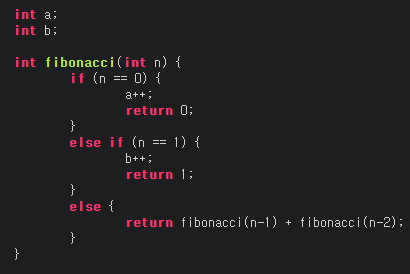 int a;
int b;

int fibonacci(int n) {
        if (n == 0) {
                a++;
                return 0;
        }
        else if (n == 1) {
                b++;
                return 1;
        }
        else {
                return fibonacci(n-1) + fibonacci(n-2);
        }
}